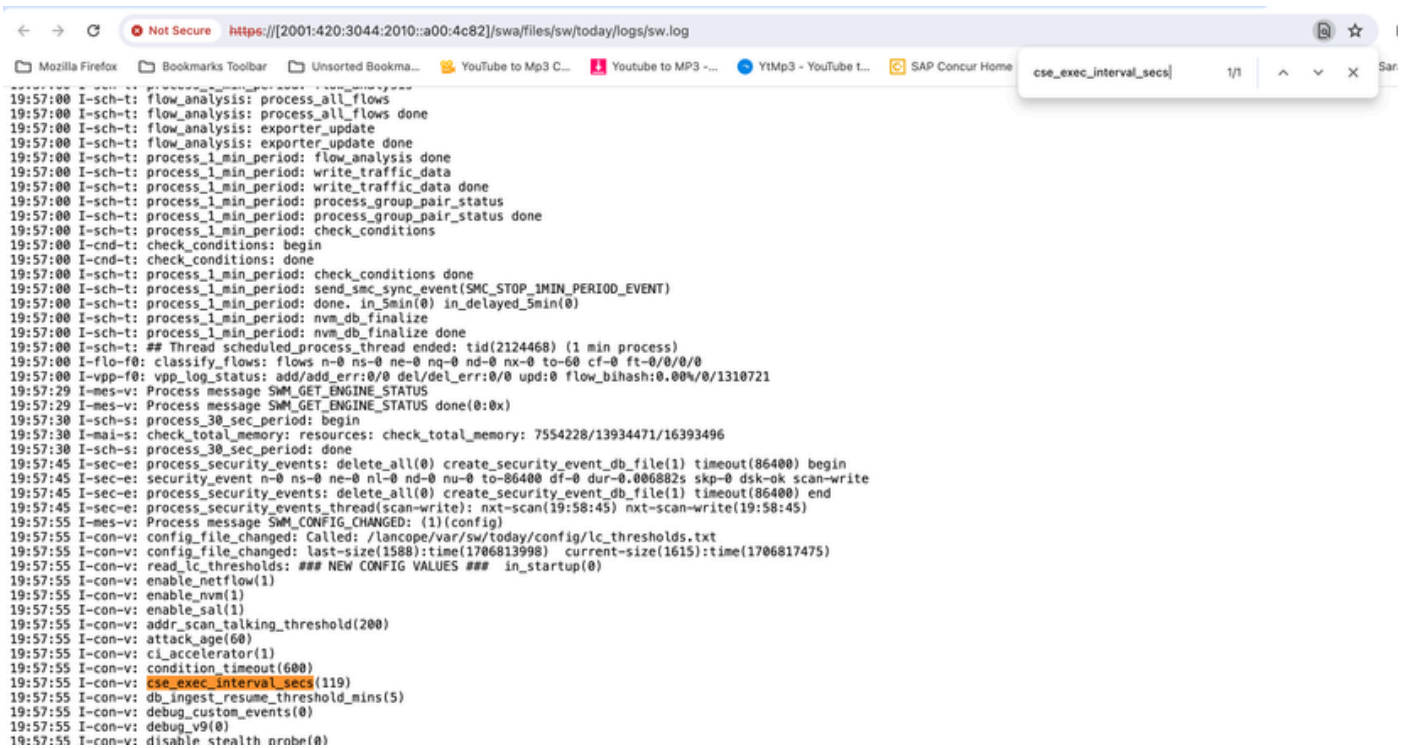 Not Secure https://[2001:420:3044:2010::a00:4c82]/swa/files/sw/today/logs/sw.log
Mozilla Firefox Bookmarks Toolbar Unsorted Bookma... YouTube to Mp3 C... Youtube to MP3 -... YtMp3 - YouTube t... SAP Concur Home
cse_exec_interval_secs 1/1
19:57:00 I-sch-t: process_1_min_period: flow_analysis
19:57:00 I-sch-t: flow_analysis: process_all_flows
19:57:00 I-sch-t: flow_analysis: process_all_flows done
19:57:00 I-sch-t: flow_analysis: exporter_update
19:57:00 I-sch-t: flow_analysis: exporter_update done
19:57:00 I-sch-t: process_1_min_period: flow_analysis done
19:57:00 I-sch-t: process_1_min_period: write_traffic_data
19:57:00 I-sch-t: process_1_min_period: write_traffic_data done
19:57:00 I-sch-t: process_1_min_period: process_group_pair_status
19:57:00 I-sch-t: process_1_min_period: process_group_pair_status done
19:57:00 I-sch-t: process_1_min_period: check_conditions
19:57:00 I-cnd-t: check_conditions: begin
19:57:00 I-cnd-t: check_conditions: done
19:57:00 I-sch-t: process_1_min_period: check_conditions done
19:57:00 I-sch-t: process_1_min_period: send_smc_sync_event(SMC_STOP_1MIN_PERIOD_EVENT)
19:57:00 I-sch-t: process_1_min_period: done. in_5min(0) in_delayed_5min(0)
19:57:00 I-sch-t: process_1_min_period: nvm_db_finalize
19:57:00 I-sch-t: process_1_min_period: nvm_db_finalize done
19:57:00 I-sch-t: ## Thread scheduled_process_thread ended: tid(2124468) (1 min process)
19:57:00 I-flo-f0: classify_flows: flows n-0 ns-0 ne-0 nq-0 nd-0 nx-0 to-60 cf-0 ft-0/0/0/0
19:57:00 I-vpp-f0: vpp_log_status: add/add_err:0/0 del/del_err:0/0 upd:0 flow_bihash:0.00%/0/1310721
19:57:29 I-mes-v: Process message SWM_GET_ENGINE_STATUS
19:57:29 I-mes-v: Process message SWM_GET_ENGINE_STATUS done(0:0x)
19:57:30 I-sch-s: process_30_sec_period: begin
19:57:30 I-mai-s: check_total_memory: resources: check_total_memory: 7554228/13934471/16393496
19:57:30 I-sch-s: process_30_sec_period: done
19:57:45 I-sec-e: process_security_events: delete_all(0) create_security_event_db_file(1) timeout(86400) begin
19:57:45 I-sec-e: security_event n-0 ns-0 ne-0 nl-0 nd-0 nu-0 to-86400 df-0 dur-0.006882s skp-0 dsk-ok scan-write
19:57:45 I-sec-e: process_security_events: delete_all(0) create_security_event_db_file(1) timeout(86400) end
19:57:45 I-sec-e: process_security_events_thread(scan-write): nxt-scan(19:58:45) nxt-scan-write(19:58:45)
19:57:55 I-mes-v: Process message SWM_CONFIG_CHANGED: (1)(config)
19:57:55 I-con-v: config_file_changed: Called: /lancope/var/sw/today/config/lc_thresholds.txt
19:57:55 I-con-v: config_file_changed: last-size(1588):time(1706813998) current-size(1615):time(1706817475)
19:57:55 I-con-v: read_lc_thresholds: ### NEW CONFIG VALUES ### in_startup(0)
19:57:55 I-con-v: enable_netflow(1)
19:57:55 I-con-v: enable_nvm(1)
19:57:55 I-con-v: enable_sal(1)
19:57:55 I-con-v: addr_scan_talking_threshold(200)
19:57:55 I-con-v: attack_age(60)
19:57:55 I-con-v: ci_accelerator(1)
19:57:55 I-con-v: condition_timeout(600)
19:57:55 I-con-v: cse_exec_interval_secs(119)
19:57:55 I-con-v: db_ingest_resume_threshold_mins(5)
19:57:55 I-con-v: debug_custom_events(0)
19:57:55 I-con-v: debug_v9(0)
19:57:55 I-con-v: disable_stealth_probe(0)